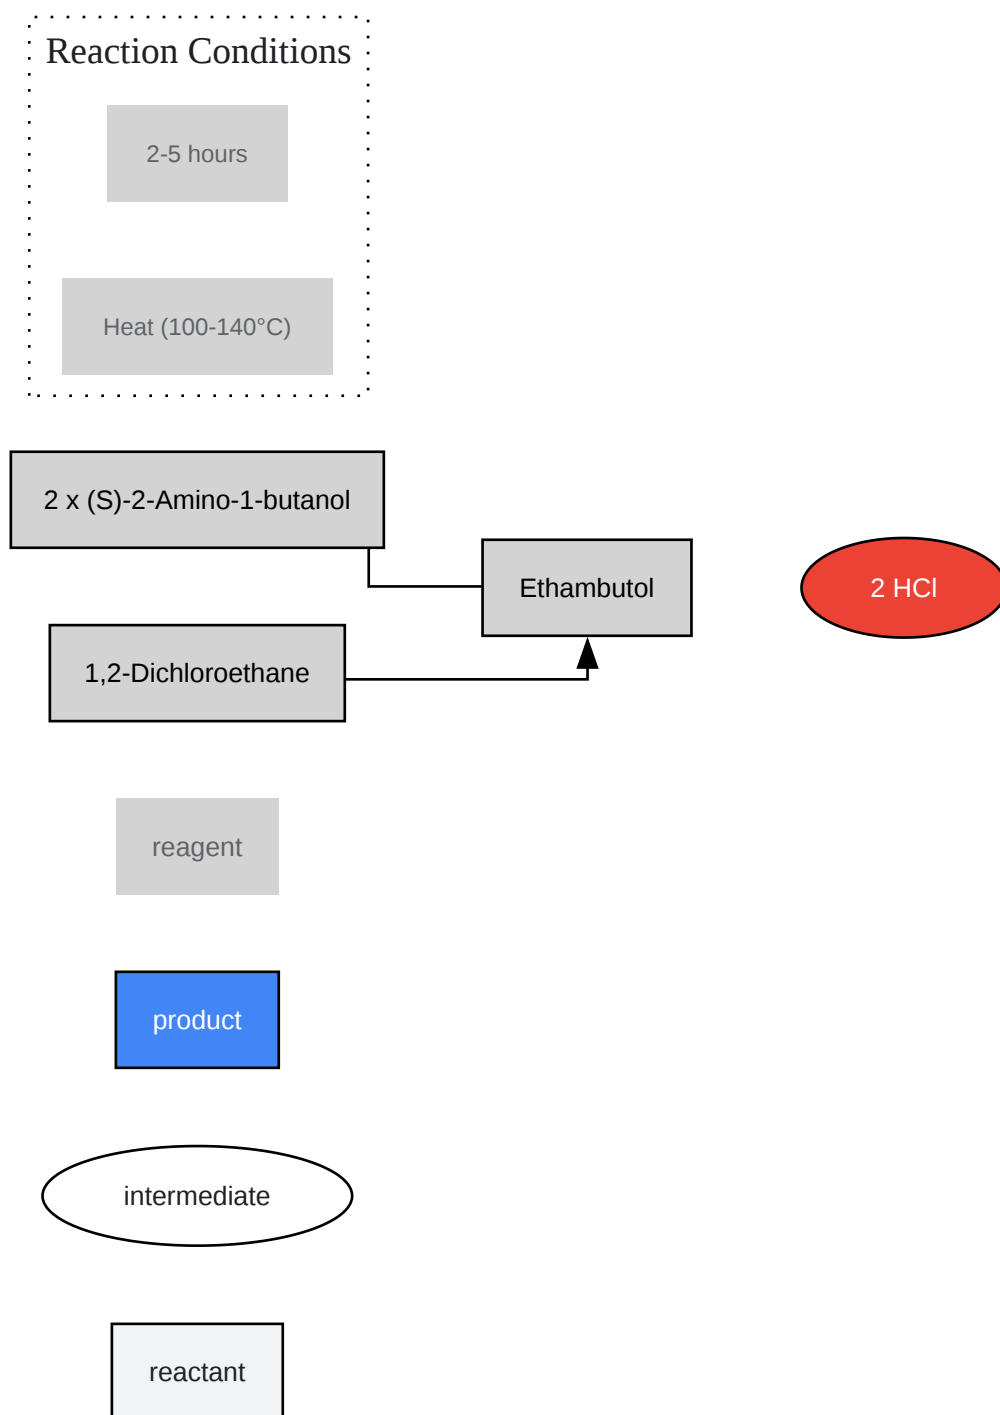 Reaction Conditions
2-5 hours
Heat (100-140°C)
2 x (S)-2-Amino-1-butanol
Ethambutol
2 HCl
1,2-Dichloroethane
reagent
product
intermediate
reactant